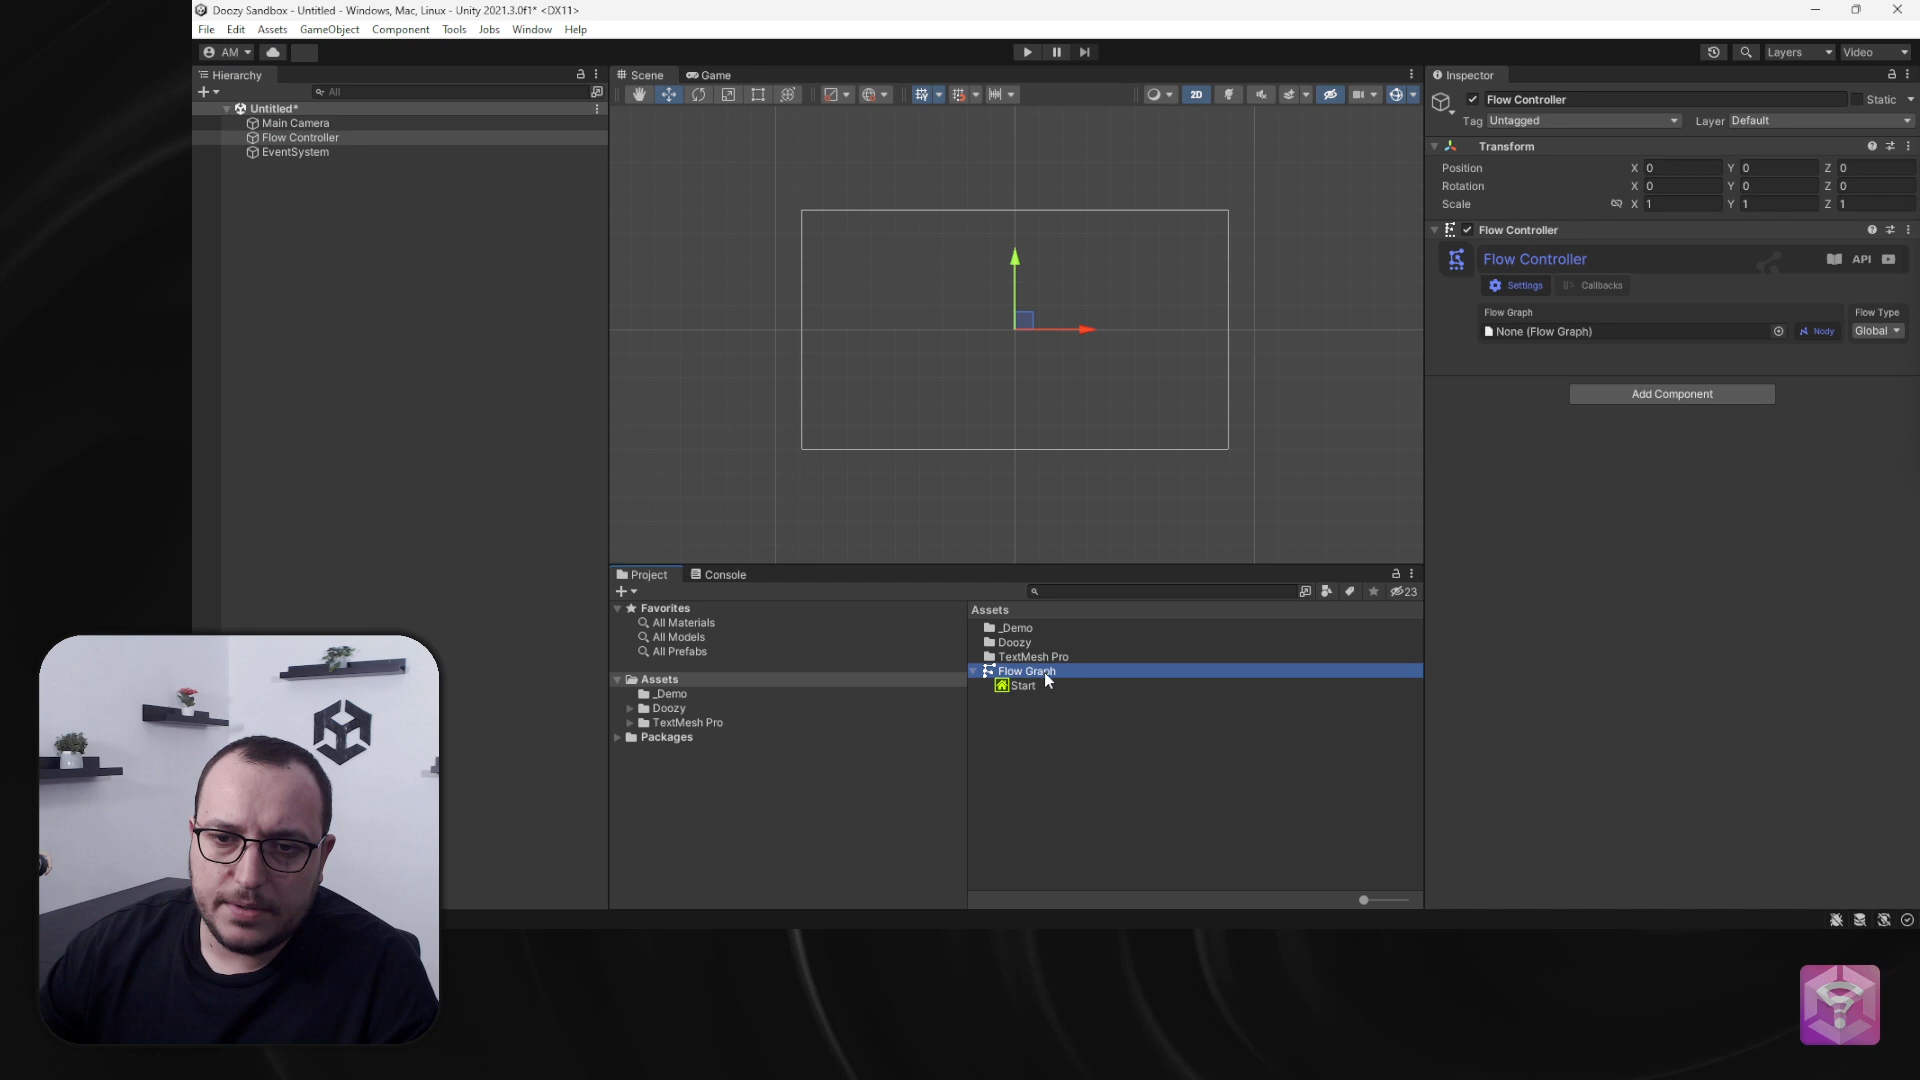 Doozy Sandbox - Untitled - Windows, Mac, Linux - Unity 2021.3.0f1* <DX11>
File Edit Assets GameObject Component Tools Jobs Window Help
AM
Layers
Video
Hierarchy
All
Untitled*
Main Camera
Flow Controller
EventSystem
Scene
Game
2D
Project
Console
23
Favorites
All Materials
All Models
All Prefabs
Assets
_Demo
Doozy
TextMesh Pro
Packages
Assets
_Demo
Doozy
TextMesh Pro
Flow Graph
Start
Inspector
Flow Controller
Static
Tag Untagged
Layer Default
Transform
Position X 0 Y 0 Z 0
Rotation X 0 Y 0 Z 0
Scale X 1 Y 1 Z 1
Flow Controller
Flow Controller
API
Settings
Callbacks
Flow Graph
Flow Type
None (Flow Graph)
Nody
Global
Add Component